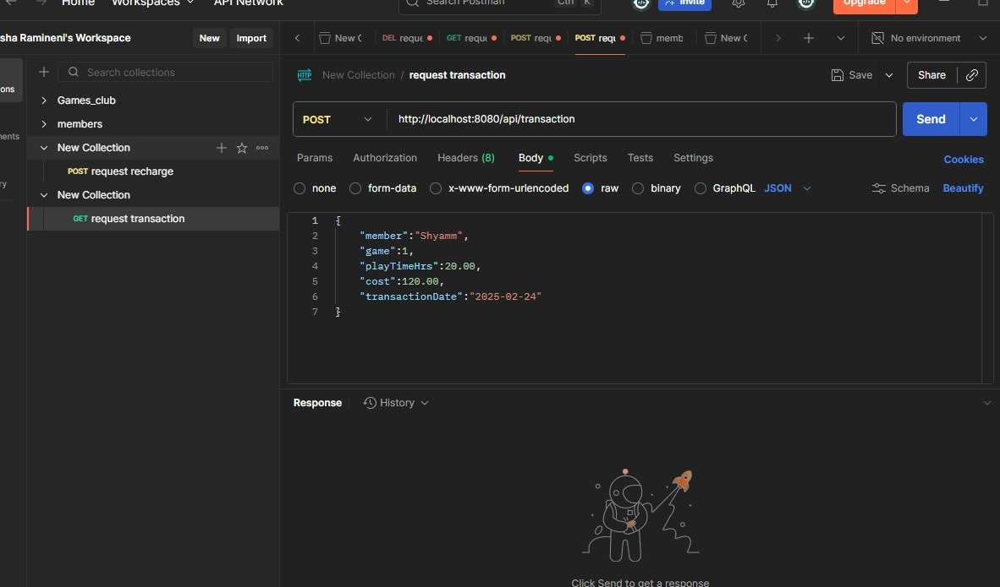 Home Workspaces API Network Search Postman Ctrl K Invite Upgrade
sha Ramineni's Workspace New Import
New C DEL reque GET reque POST requ POST requ memb New C No environment
ons
Search collections
New Collection / request transaction Save Share
Games_club
members
ments
New Collection
POST request recharge
ry
New Collection
GET request transaction
POST http://localhost:8080/api/transaction Send
Params Authorization Headers (8) Body Scripts Tests Settings Cookies
none form-data x-www-form-urlencoded raw binary GraphQL JSON Schema Beautify
1 {
2 "member":"Shyamm",
3 "game":1,
4 "playTimeHrs":20.00,
5 "cost":120.00,
6 "transactionDate":"2025-02-24"
7 }
Response History
Click Send to get a response